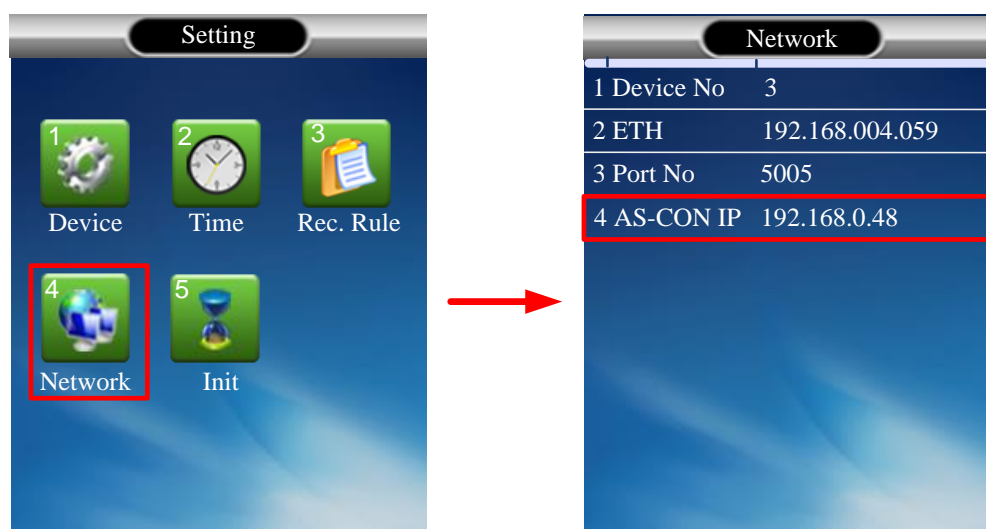 Setting
1 2 3
Device Time Rec. Rule
4 5
Network Init
Network
1 Device No 3
2 ETH 192.168.004.059
3 Port No 5005
4 AS-CON IP 192.168.0.48